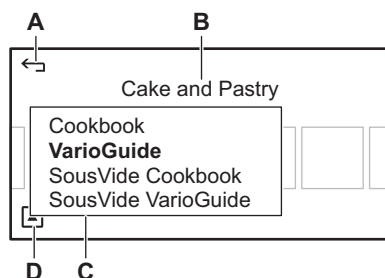 A B
Cake and Pastry
Cookbook
VarioGuide
SousVide Cookbook
SousVide VarioGuide
D C